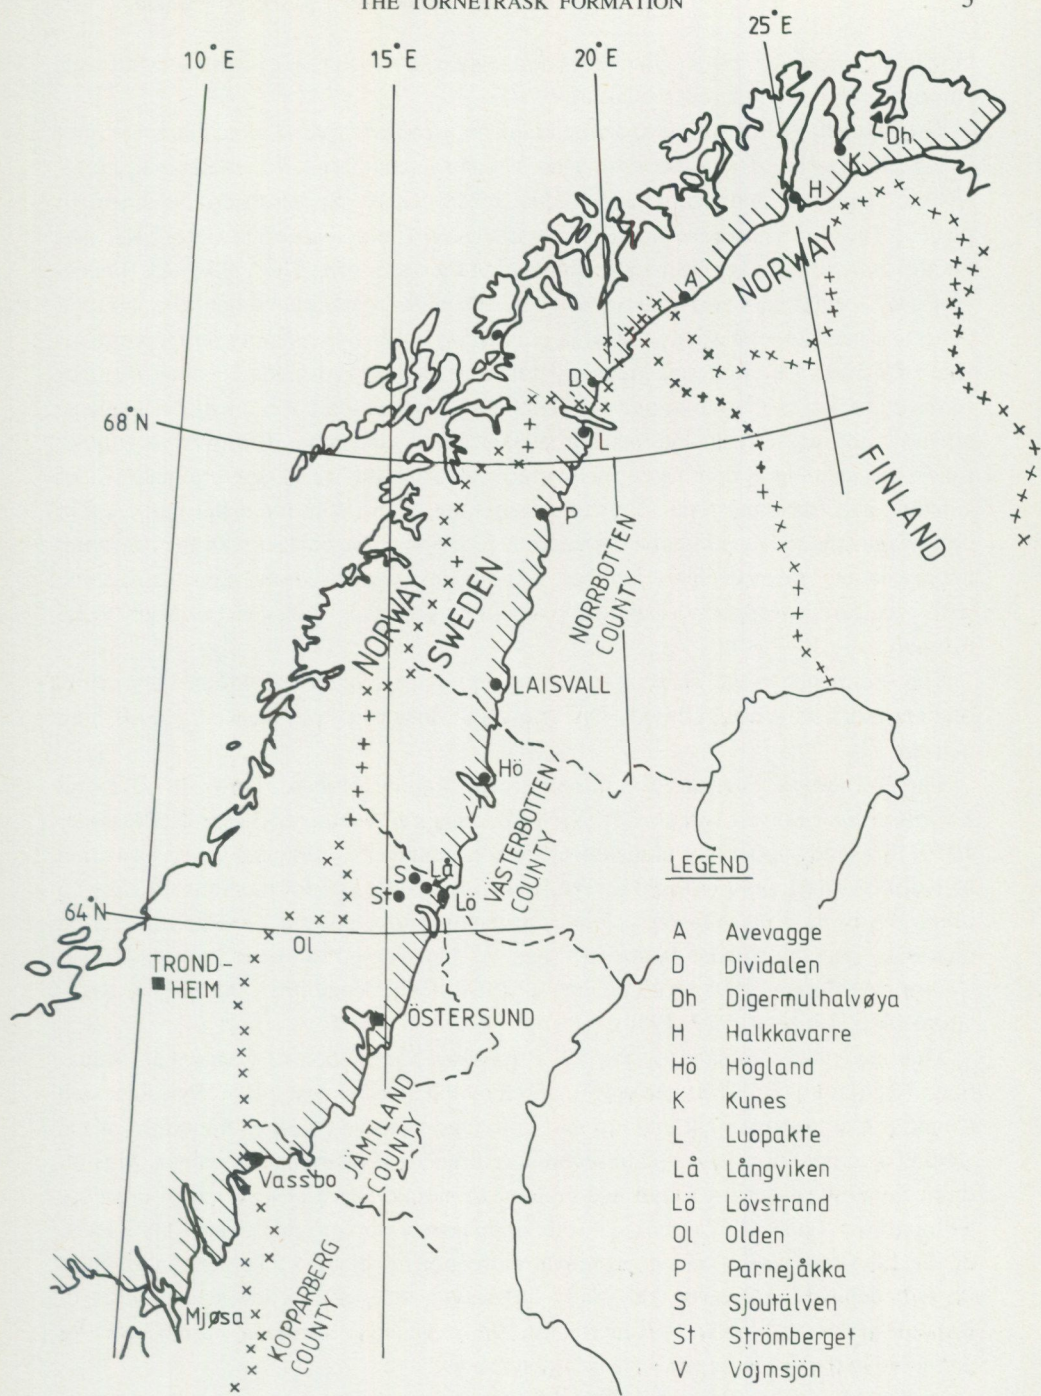 THE TORNETRÄSK FORMATION
10°E
15°E
20°E
25°E
Dh
K
H
NORWAY
A
D
68°N
L
FINLAND
P
NORRBOTTEN
COUNTY
NORWAY
SWEDEN
LAISVALL
Hö
VÄSTERBOTTEN
COUNTY
S
Lå
St
Lö
64°N
Ol
TROND-
HEIM
ÖSTERSUND
JÄMTLAND
COUNTY
Vassbo
Mjøsa
KOPPARBERG
COUNTY
LEGEND
A Avevagge
D Dividalen
Dh Digermulhalvøya
H Halkkavarre
Hö Högland
K Kunes
L Luopakte
Lå Långviken
Lö Lövstrand
Ol Olden
P Parnejåkka
S Sjoutälven
St Strömberget
V Vojmsjön